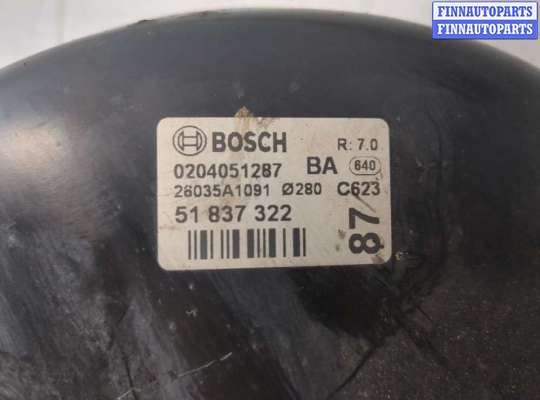 FINNAUTOPARTS
FINNAUTOPARTS
BOSCH R: 7.0
0204051287 BA 640
26035A1091 Ø280 C623
51 837 322
87